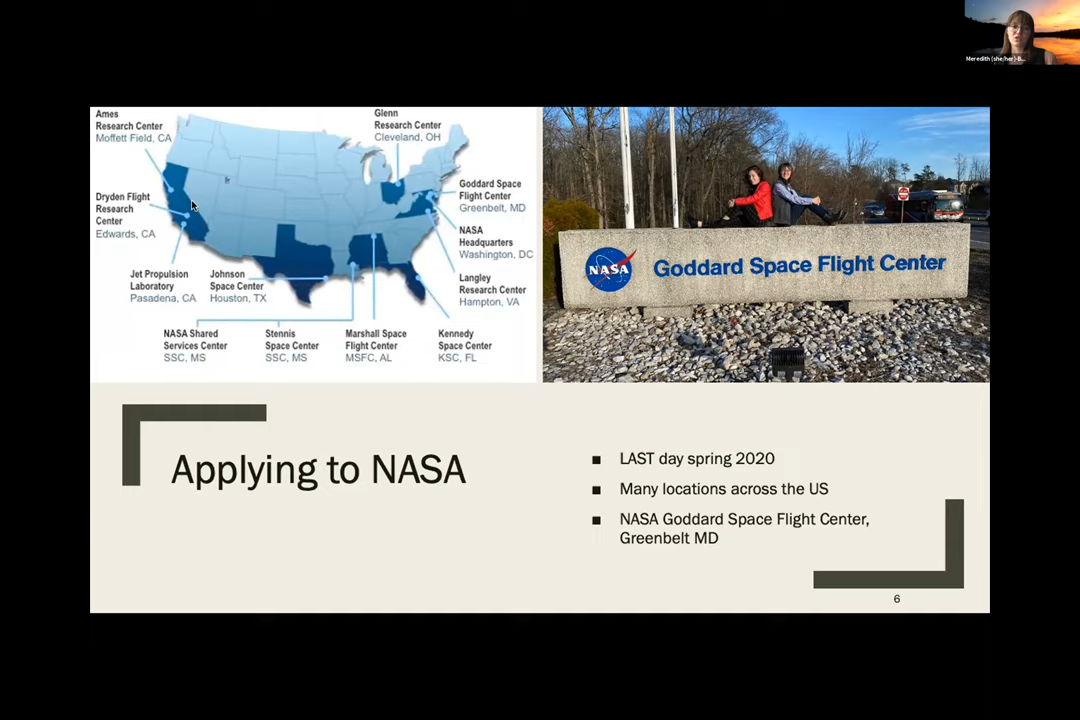 Meredith (she/her)-B...
Ames
Research Center
Moffett Field, CA
Glenn
Research Center
Cleveland, OH
Dryden Flight
Research
Center
Edwards, CA
Goddard Space
Flight Center
Greenbelt, MD
NASA
Headquarters
Washington, DC
Jet Propulsion
Laboratory
Pasadena, CA
Johnson
Space Center
Houston, TX
Langley
Research Center
Hampton, VA
NASA Shared
Services Center
SSC, MS
Stennis
Space Center
SSC, MS
Marshall Space
Flight Center
MSFC, AL
Kennedy
Space Center
KSC, FL
NASA
Goddard Space Flight Center
Applying to NASA
■ LAST day spring 2020
■ Many locations across the US
■ NASA Goddard Space Flight Center,
Greenbelt MD
6